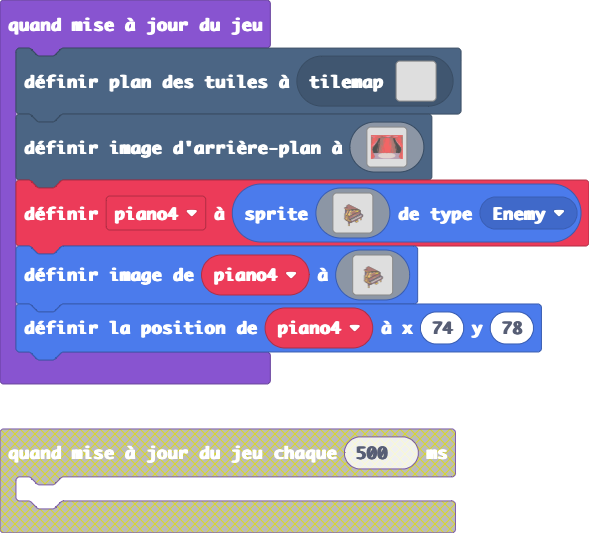 quand mise à jour du jeu
définir plan des tuiles à tilemap
définir image d'arrière-plan à
définir piano4 à sprite de type Enemy
définir image de piano4 à
définir la position de piano4 à x 74 y 78
quand mise à jour du jeu chaque 500 ms